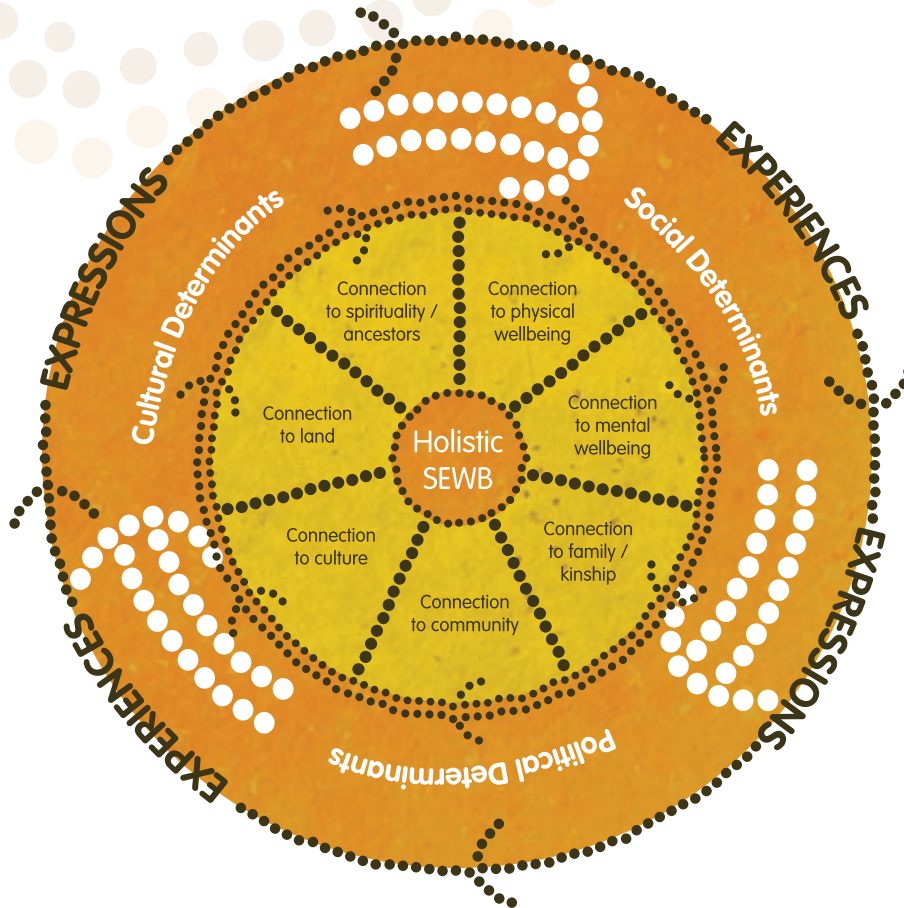 EXPRESSIONS
EXPERIENCES
Cultural Determinants
Social Determinants
Connection
to spirituality /
ancestors
Connection
to physical
wellbeing
Connection
to land
Connection
to mental
wellbeing
Holistic
SEWB
Connection
to culture
Connection
to family /
kinship
Connection
to community
EXPERIENCES
EXPRESSIONS
Political Determinants